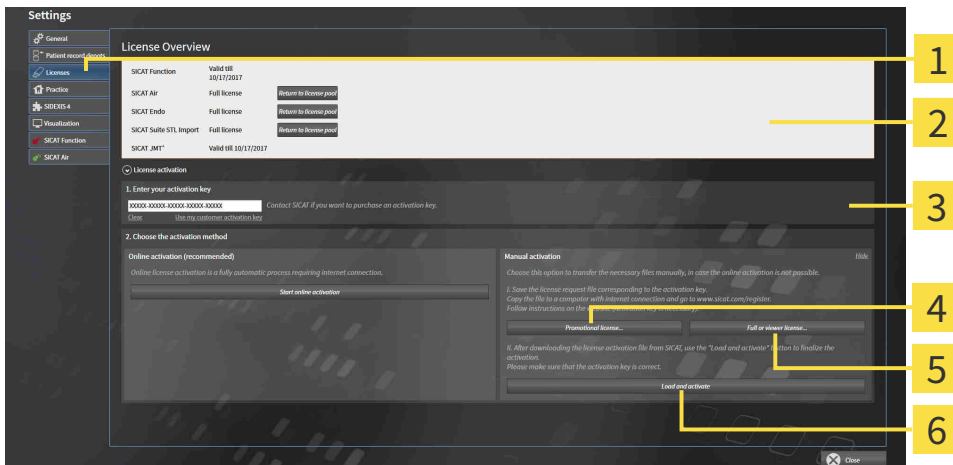 Settings
General
Patient record depots
Licenses
Practice
SIDEXIS 4
Visualization
SICAT Function
SICAT Air
License Overview
SICAT Function Valid till
10/17/2017
SICAT Air Full license Return to license pool
SICAT Endo Full license Return to license pool
SICAT Suite STL Import Full license Return to license pool
SICAT JMT⁺ Valid till 10/17/2017
License activation
1. Enter your activation key
XXXXX-XXXXX-XXXXX-XXXXX-XXXXX Contact SICAT if you want to purchase an activation key.
Clear Use my customer activation key
2. Choose the activation method
Online activation (recommended)
Online license activation is a fully automatic process requiring internet connection.
Start online activation
Manual activation Hide
Choose this option to transfer the necessary files manually, in case the online activation is not possible.
I. Save the license request file corresponding to the activation key.
Copy the file to a computer with internet connection and go to www.sicat.com/register.
Follow instructions on the
Promotional license... Full or viewer license...
II. After downloading the license activation file from SICAT, use the "Load and activate" button to finalize the
activation.
Please make sure that the activation key is correct.
Load and activate
Close
1
2
3
4
5
6